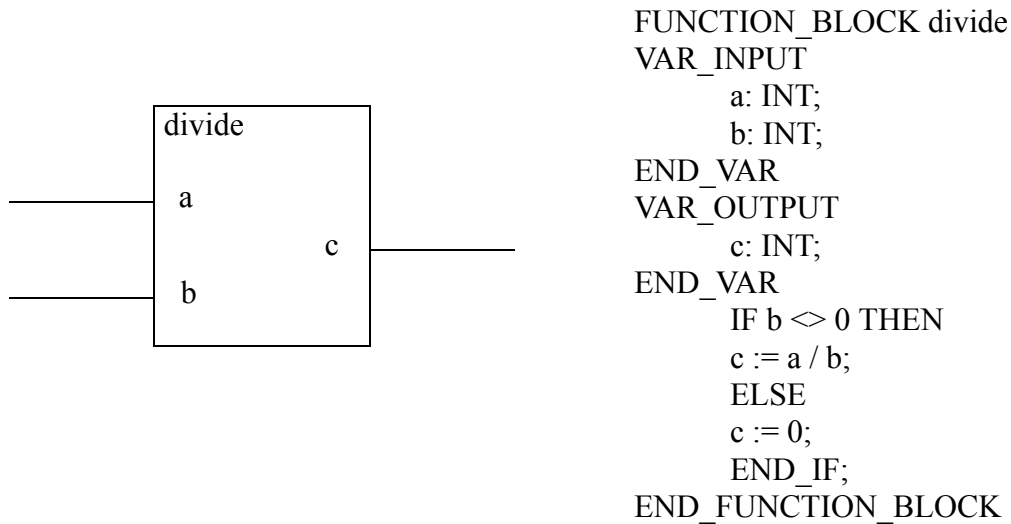 divide
a
c
b
FUNCTION_BLOCK divide
VAR_INPUT
a: INT;
b: INT;
END_VAR
VAR_OUTPUT
c: INT;
END_VAR
IF b <> 0 THEN
c := a / b;
ELSE
c := 0;
END_IF;
END_FUNCTION_BLOCK